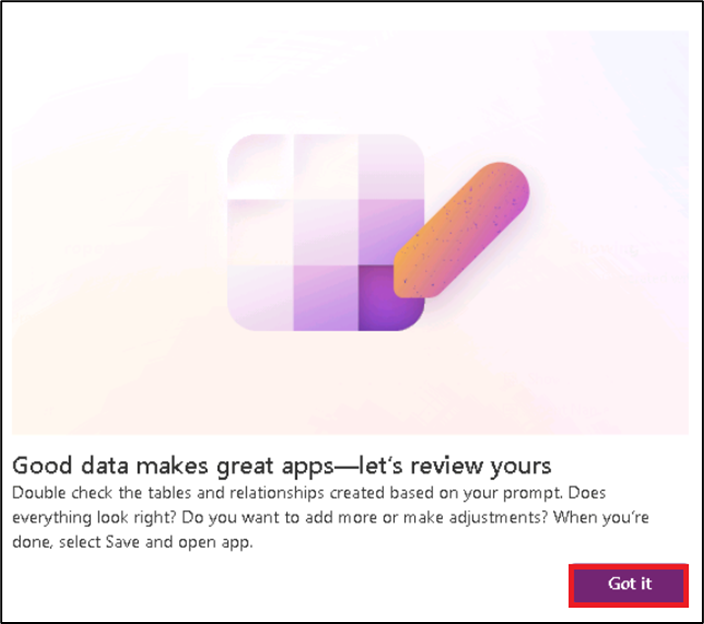 Good data makes great apps—let's review yours
Double check the tables and relationships created based on your prompt. Does
everything look right? Do you want to add more or make adjustments? When you're
done, select Save and open app.
Got it